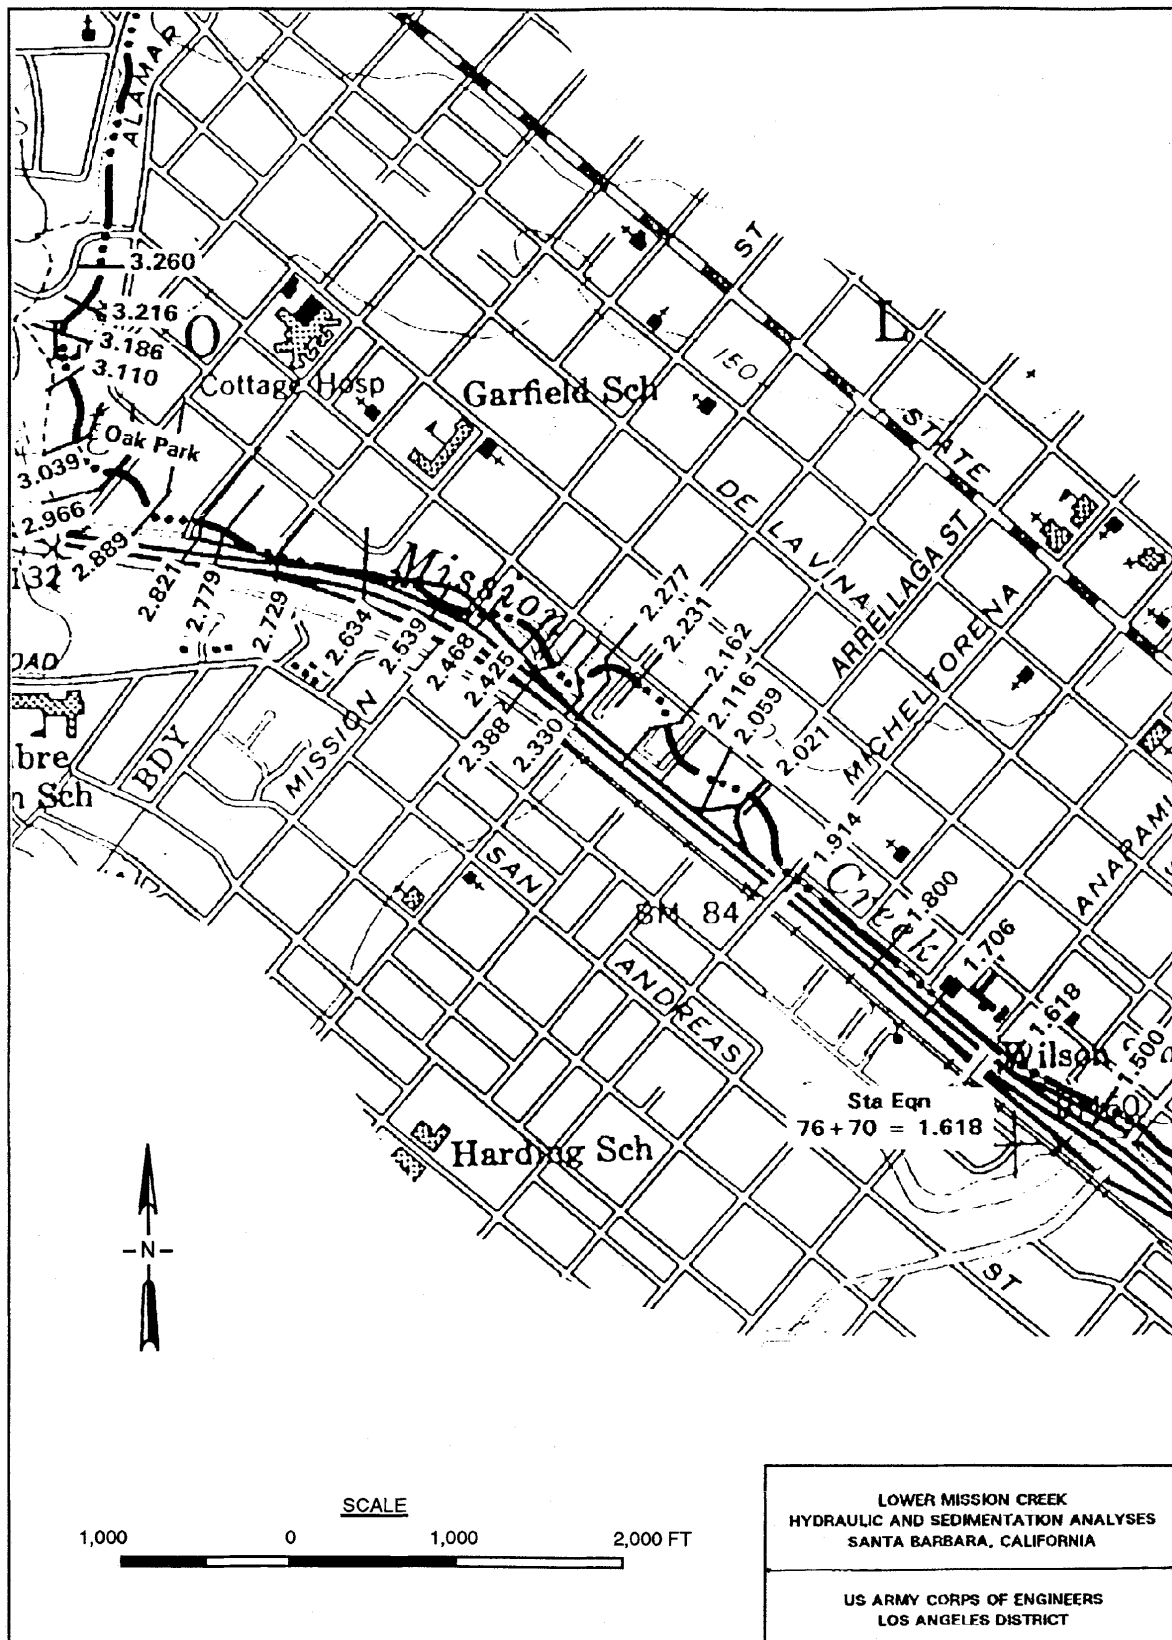 ALAMAR
3.260
3.216
3.186
3.110
O
L
Cottage Hosp
Garfield Sch
ST
150
STATE
Oak Park
3.039
2.966
2.889
2.821
2.779
2.729
2.634
2.539
2.468
2.425
2.388
2.330
Mission
2.277
2.231
2.162
2.116
2.059
2.021
DE LA VINA
ARRELLAGA ST
MICHELTORENA
ANAPAMU
OAD
bre
n Sch
BDY
MISSION
SAN
ANDREAS
ST
BM 84
1.914
Creek
1.800
1.706
1.618
1.500
Wilson
Sta Eqn
76+70 = 1.618
Harding Sch
N
SCALE
1,000 0 1,000 2,000 FT
LOWER MISSION CREEK
HYDRAULIC AND SEDIMENTATION ANALYSES
SANTA BARBARA, CALIFORNIA
US ARMY CORPS OF ENGINEERS
LOS ANGELES DISTRICT